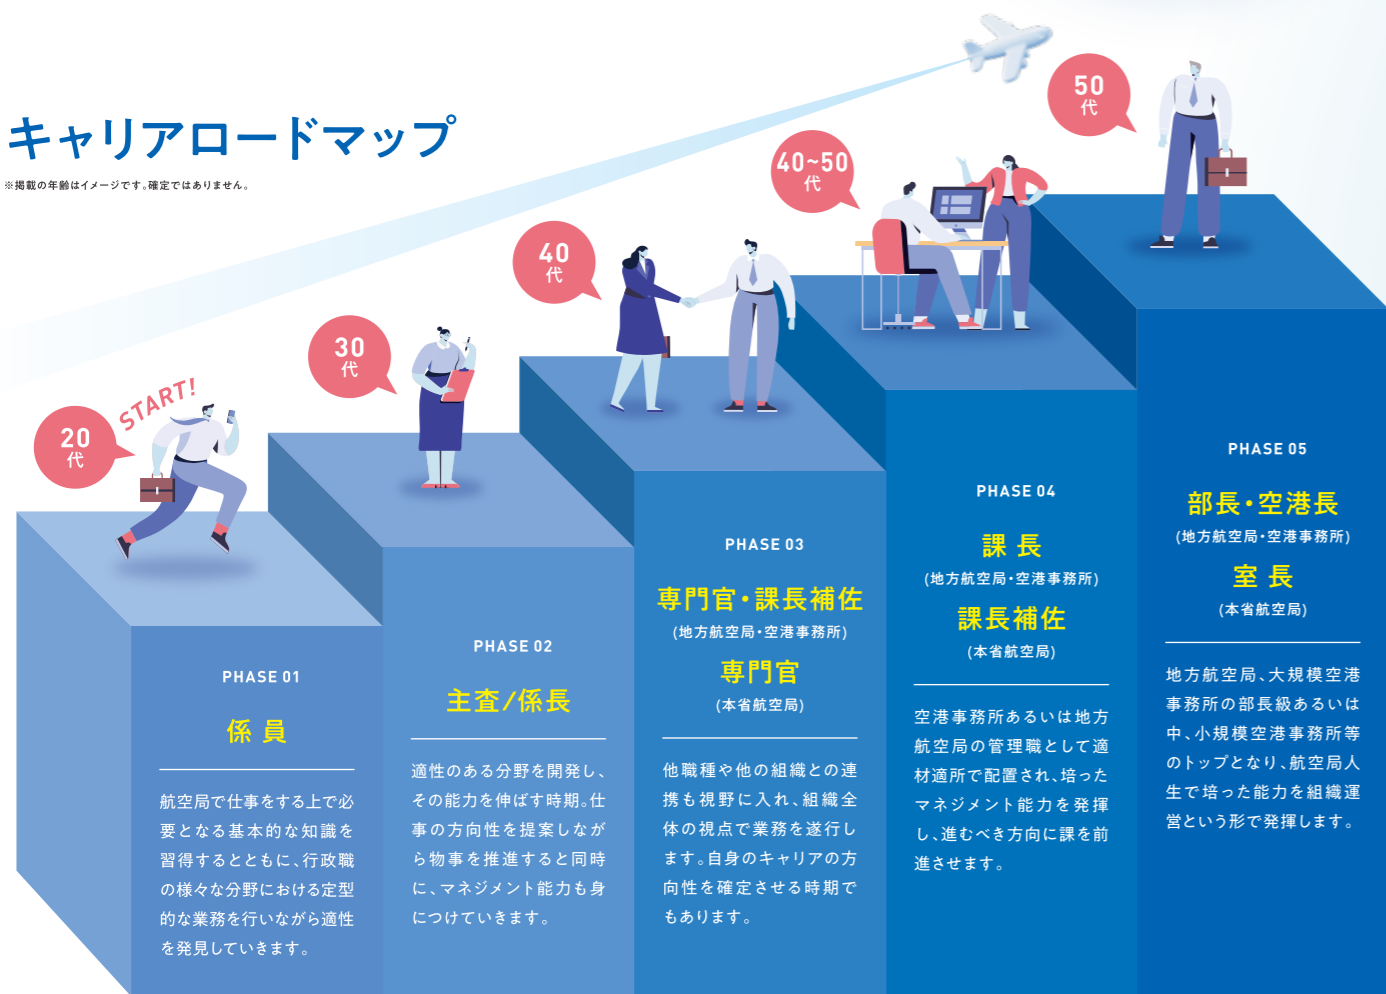 キャリアロードマップ
※掲載の年齢はイメージです。確定ではありません。
20
代
START!
30
代
40
代
40~50
代
50
代
PHASE 01
係 員
航空局で仕事をする上で必
要となる基本的な知識を
習得するとともに、行政職
の様々な分野における定型
的な業務を行いながら適性
を発見していきます。
PHASE 02
主査/係長
適性のある分野を開発し、
その能力を伸ばす時期。仕
事の方向性を提案しなが
ら物事を推進すると同時
に、マネジメント能力も身
につけていきます。
PHASE 03
専門官・課長補佐
(地方航空局・空港事務所)
専門官
(本省航空局)
他職種や他の組織との連
携も視野に入れ、組織全
体の視点で業務を遂行し
ます。自身のキャリアの方
向性を確定させる時期で
もあります。
PHASE 04
課 長
(地方航空局・空港事務所)
課長補佐
(本省航空局)
空港事務所あるいは地方
航空局の管理職として適
材適所で配置され、培った
マネジメント能力を発揮
し、進むべき方向に課を前
進させます。
PHASE 05
部長・空港長
(地方航空局・空港事務所)
室 長
(本省航空局)
地方航空局、大規模空港
事務所の部長級あるいは
中、小規模空港事務所等
のトップとなり、航空局人
生で培った能力を組織運
営という形で発揮します。